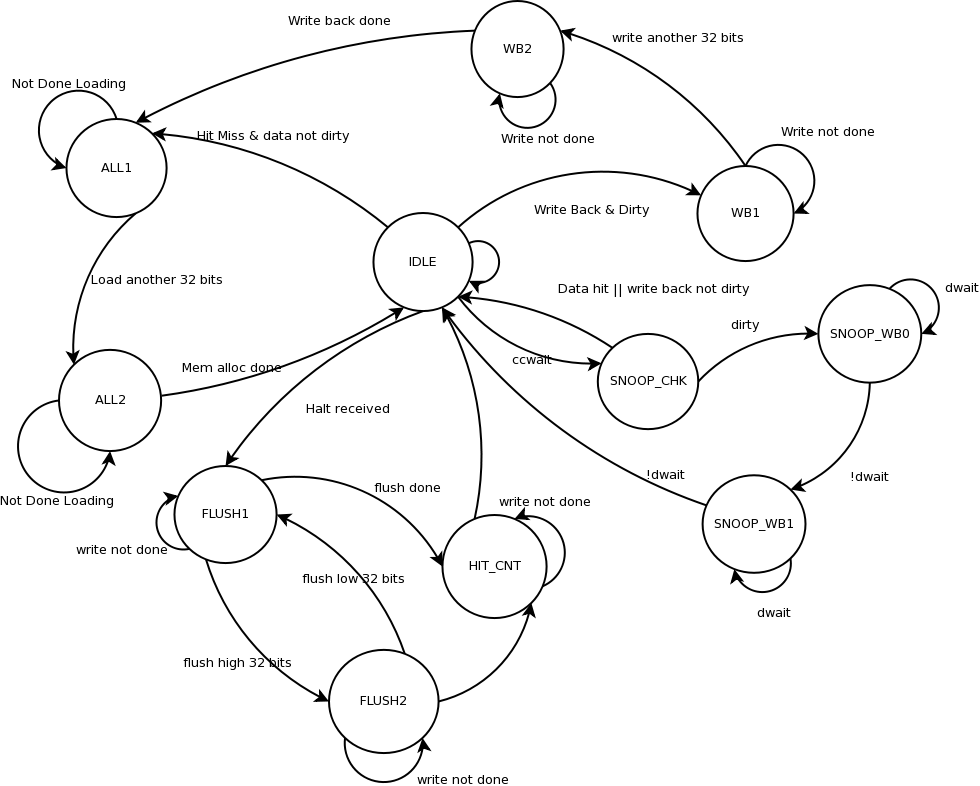 Write back done
WB2
write another 32 bits
Not Done Loading
Hit Miss & data not dirty
Write not done
Write not done
ALL1
WB1
Write Back & Dirty
IDLE
Load another 32 bits
Data hit || write back not dirty
dwait
dirty
SNOOP_WB0
Mem alloc done
ccwait
SNOOP_CHK
ALL2
Halt received
Not Done Loading
flush done
!dwait
!dwait
write not done
FLUSH1
SNOOP_WB1
write not done
HIT_CNT
flush low 32 bits
dwait
flush high 32 bits
FLUSH2
write not done